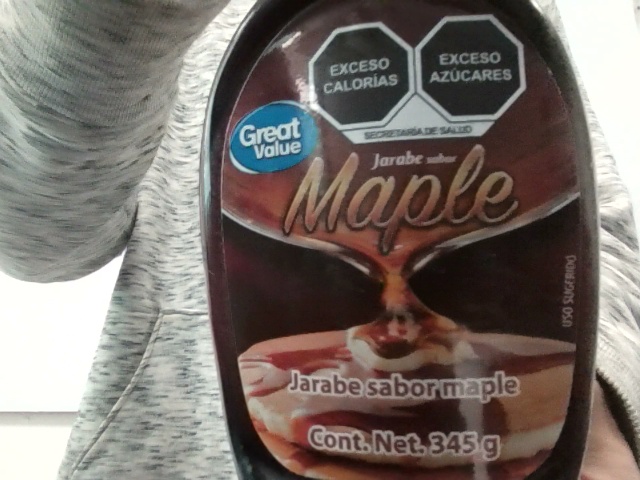 EXCESO
CALORÍAS
EXCESO
AZÚCARES
SECRETARÍA DE SALUD
Great
Value
Jarabe sabor
Maple
USO SUGERIDO
Jarabe sabor maple
Cont. Net. 345 g